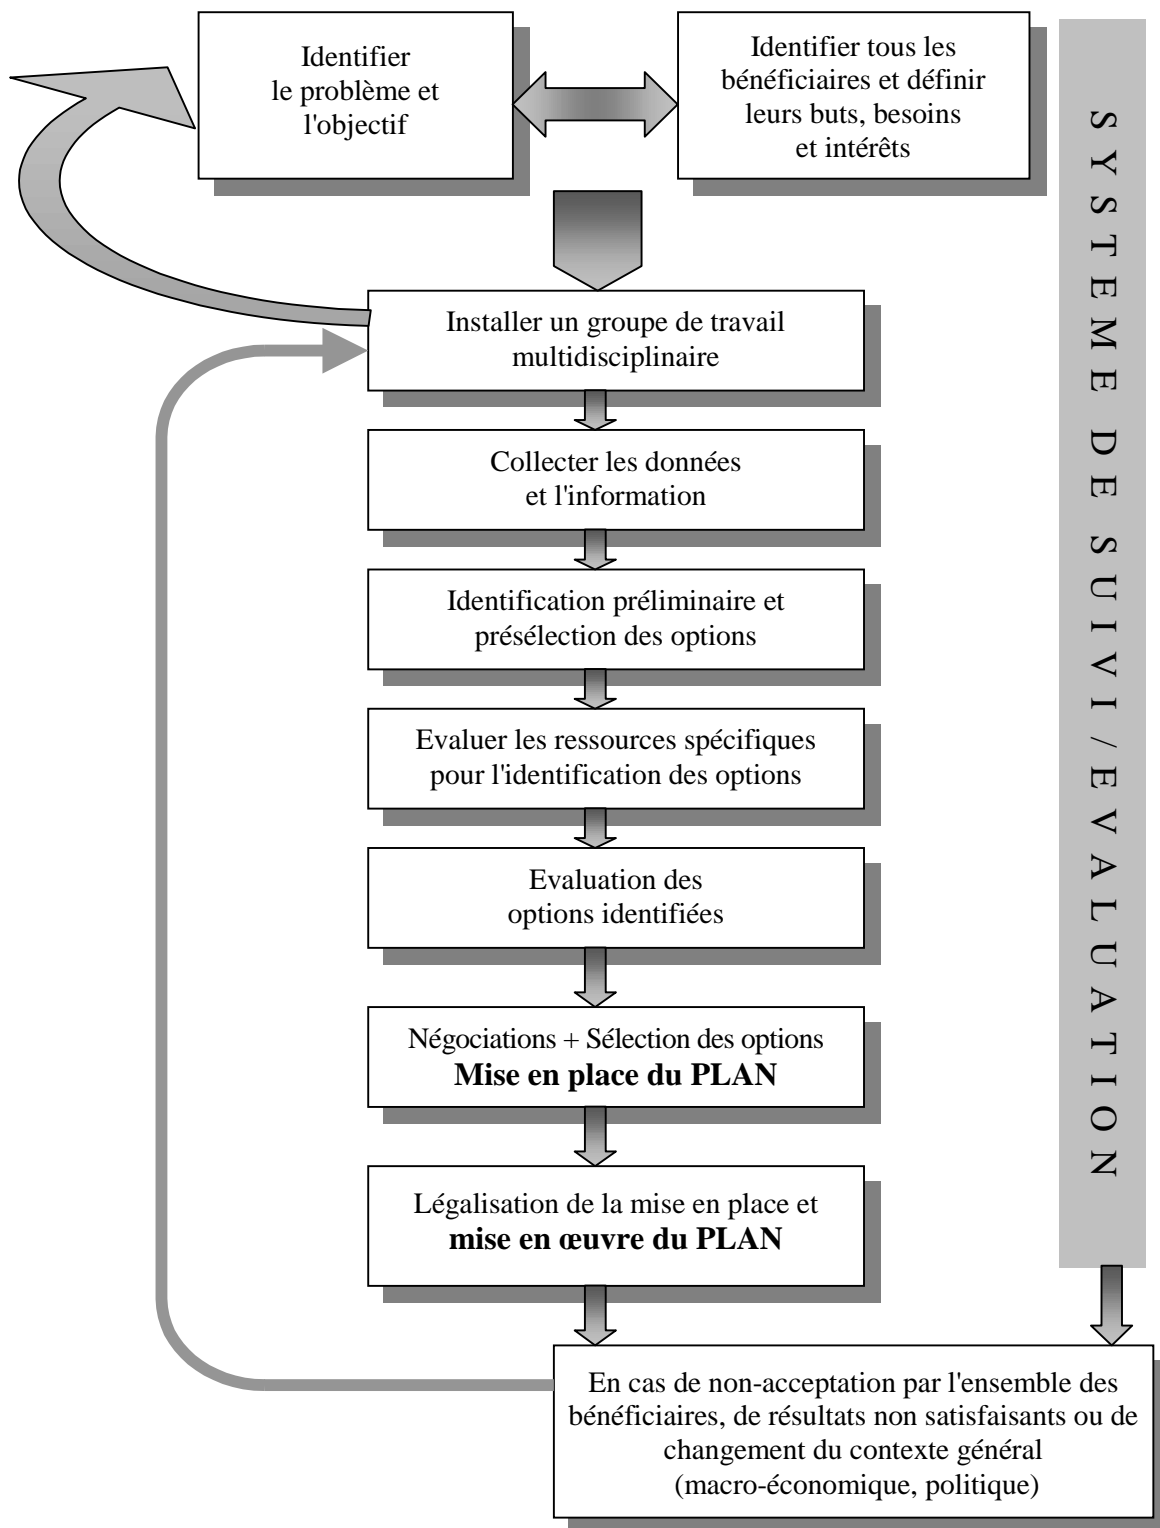 Identifier
le problème et
l'objectif
Identifier tous les
bénéficiaires et définir
leurs buts, besoins
et intérêts
Installer un groupe de travail
multidisciplinaire
Collecter les données
et l'information
Identification préliminaire et
présélection des options
Evaluer les ressources spécifiques
pour l'identification des options
Evaluation des
options identifiées
Négociations + Sélection des options
Mise en place du PLAN
Légalisation de la mise en place et
mise en œuvre du PLAN
En cas de non-acceptation par l'ensemble des
bénéficiaires, de résultats non satisfaisants ou de
changement du contexte général
(macro-économique, politique)
SYSTEME DE SUIVI/EVALUATION